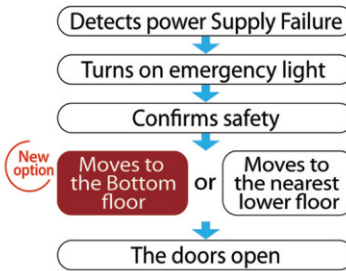 Detects power Supply Failure
Turns on emergency light
Confirms safety
New
option
Moves to
the Bottom
floor
or
Moves to
the nearest
lower floor
The doors open